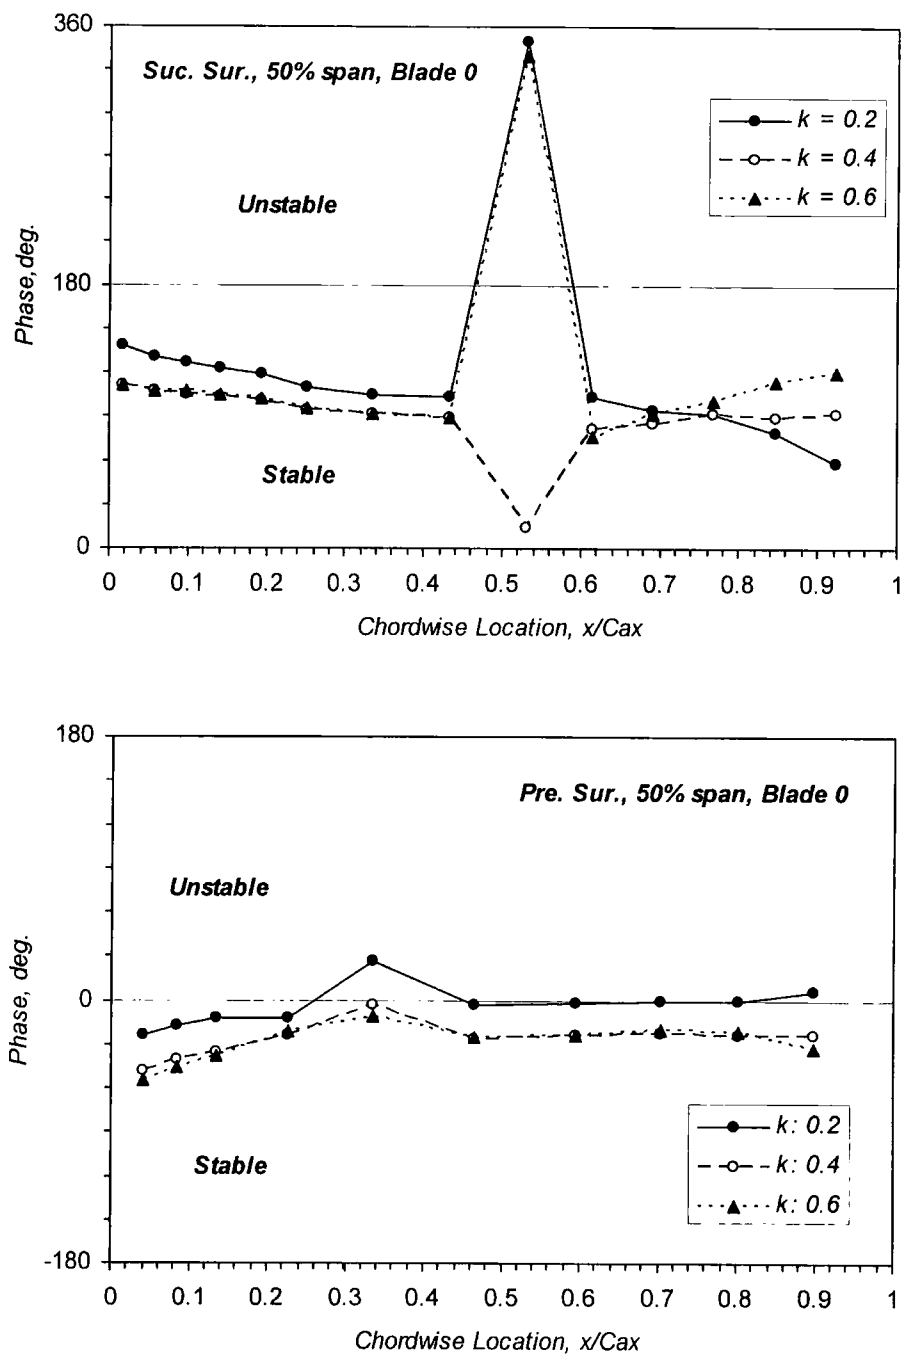 360
Suc. Sur., 50% span, Blade 0
k = 0.2
k = 0.4
k = 0.6
Unstable
Phase,deg.
180
Stable
0
0 0.1 0.2 0.3 0.4 0.5 0.6 0.7 0.8 0.9 1
Chordwise Location, x/Cax
180
Pre. Sur., 50% span, Blade 0
Unstable
Phase, deg.
0
k: 0.2
k: 0.4
k: 0.6
Stable
-180
0 0.1 0.2 0.3 0.4 0.5 0.6 0.7 0.8 0.9 1
Chordwise Location, x/Cax